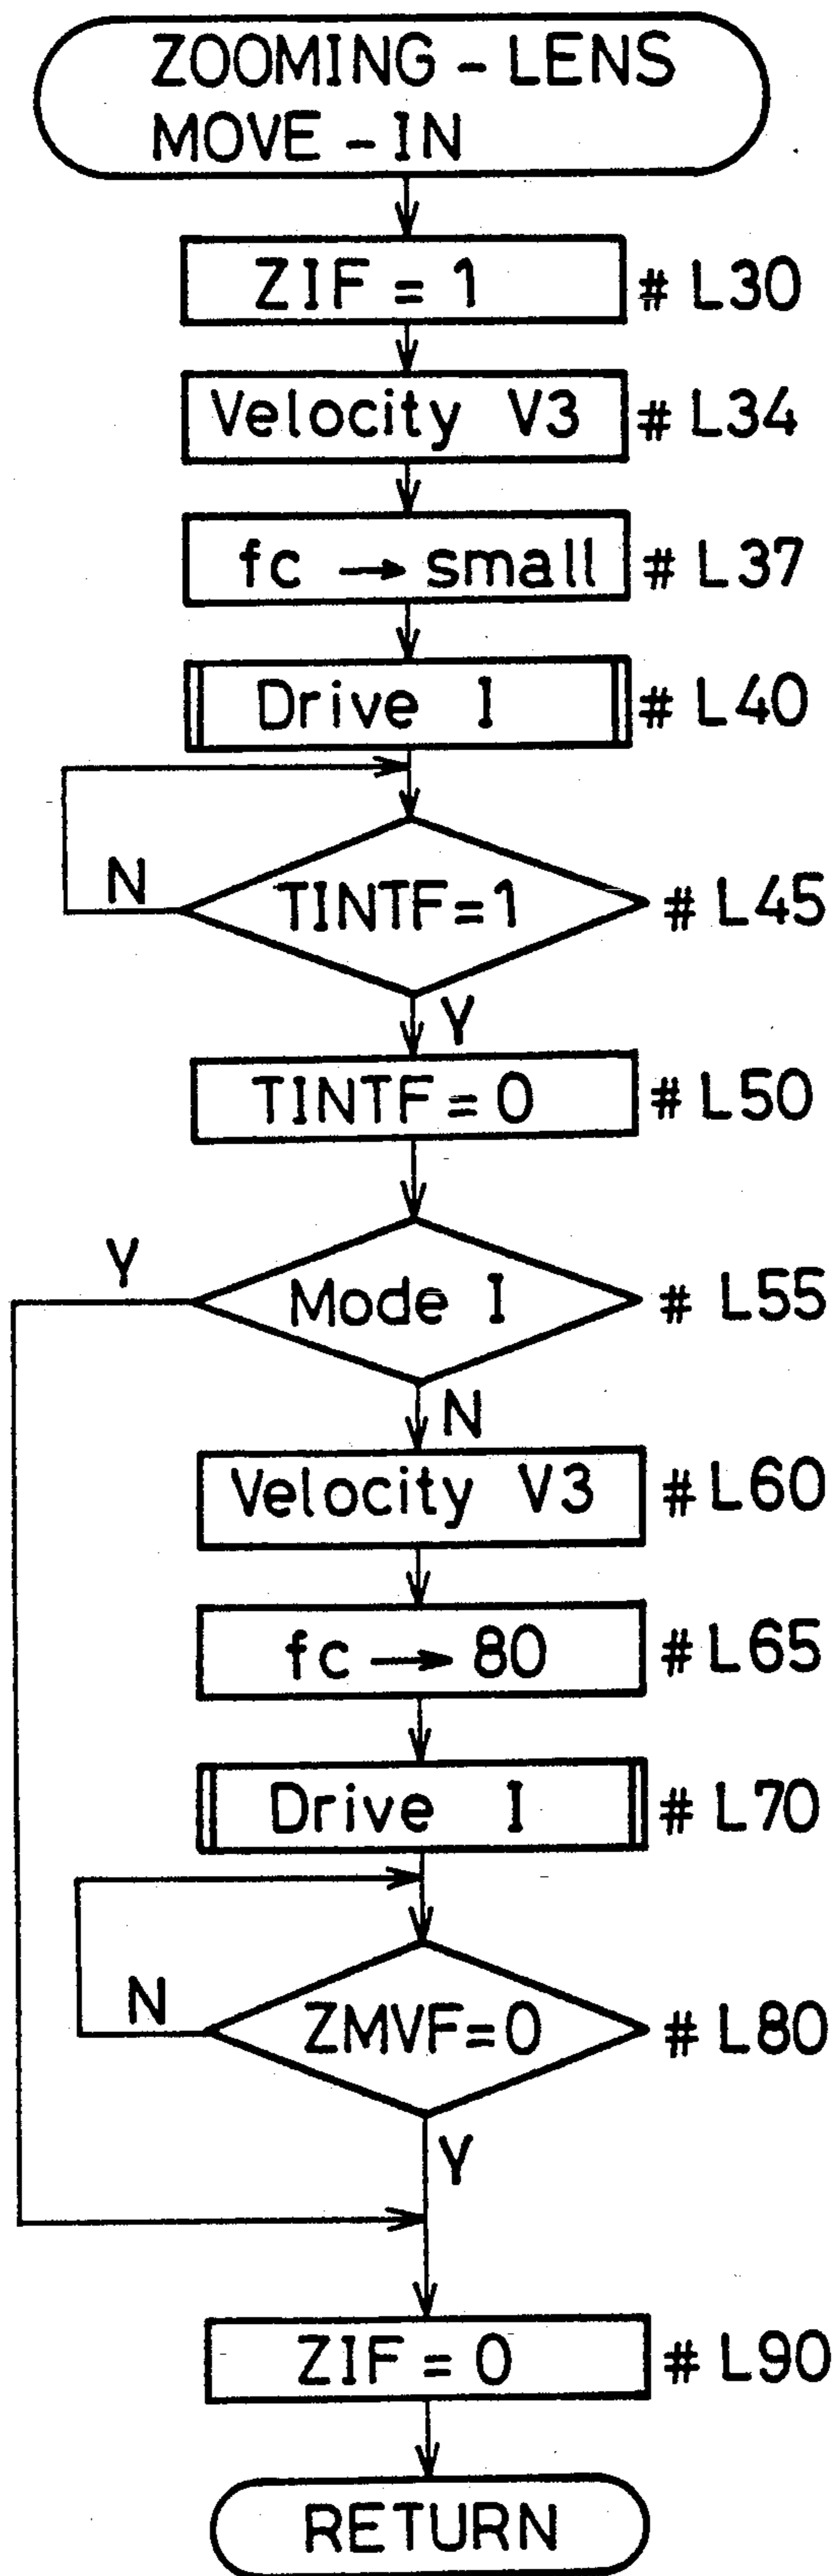 ZOOMING - LENS
MOVE - IN
ZIF = 1 # L30
Velocity V3 # L34
fc → small # L37
Drive I # L40
N
TINTF=1 # L45
Y
TINTF=0 # L50
Y
Mode I # L55
N
Velocity V3 # L60
fc → 80 # L65
Drive I # L70
N
ZMVF=0 # L80
Y
ZIF = 0 # L90
RETURN